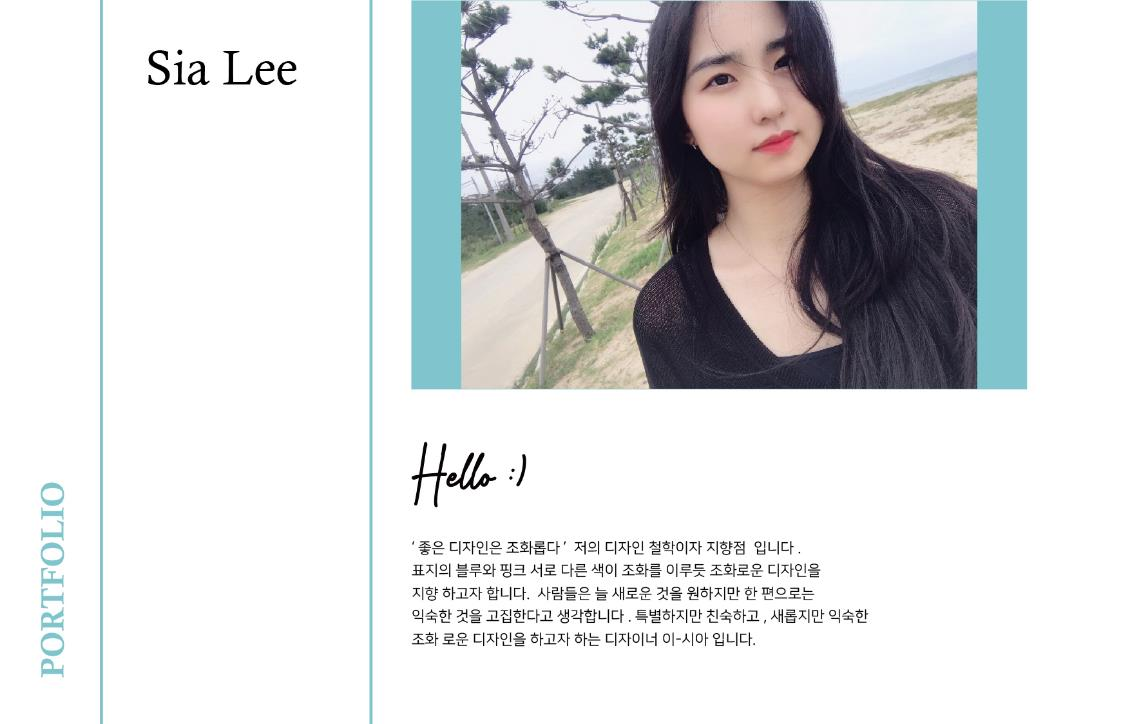 Sia Lee
PORTFOLIO
Hello :)
‘ 좋은 디자인은 조화롭다 ’ 저의 디자인 철학이자 지향점 입니다 .
표지의 블루와 핑크 서로 다른 색이 조화를 이루듯 조화로운 디자인을
지향 하고자 합니다. 사람들은 늘 새로운 것을 원하지만 한 편으로는
익숙한 것을 고집한다고 생각합니다 . 특별하지만 친숙하고 , 새롭지만 익숙한
조화 로운 디자인을 하고자 하는 디자이너 이-시아 입니다.